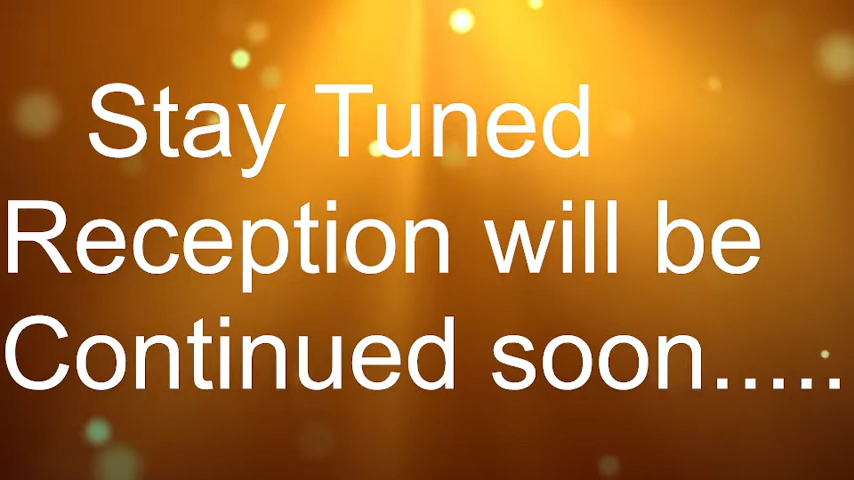 Stay Tuned
Reception will be
Continued soon.....